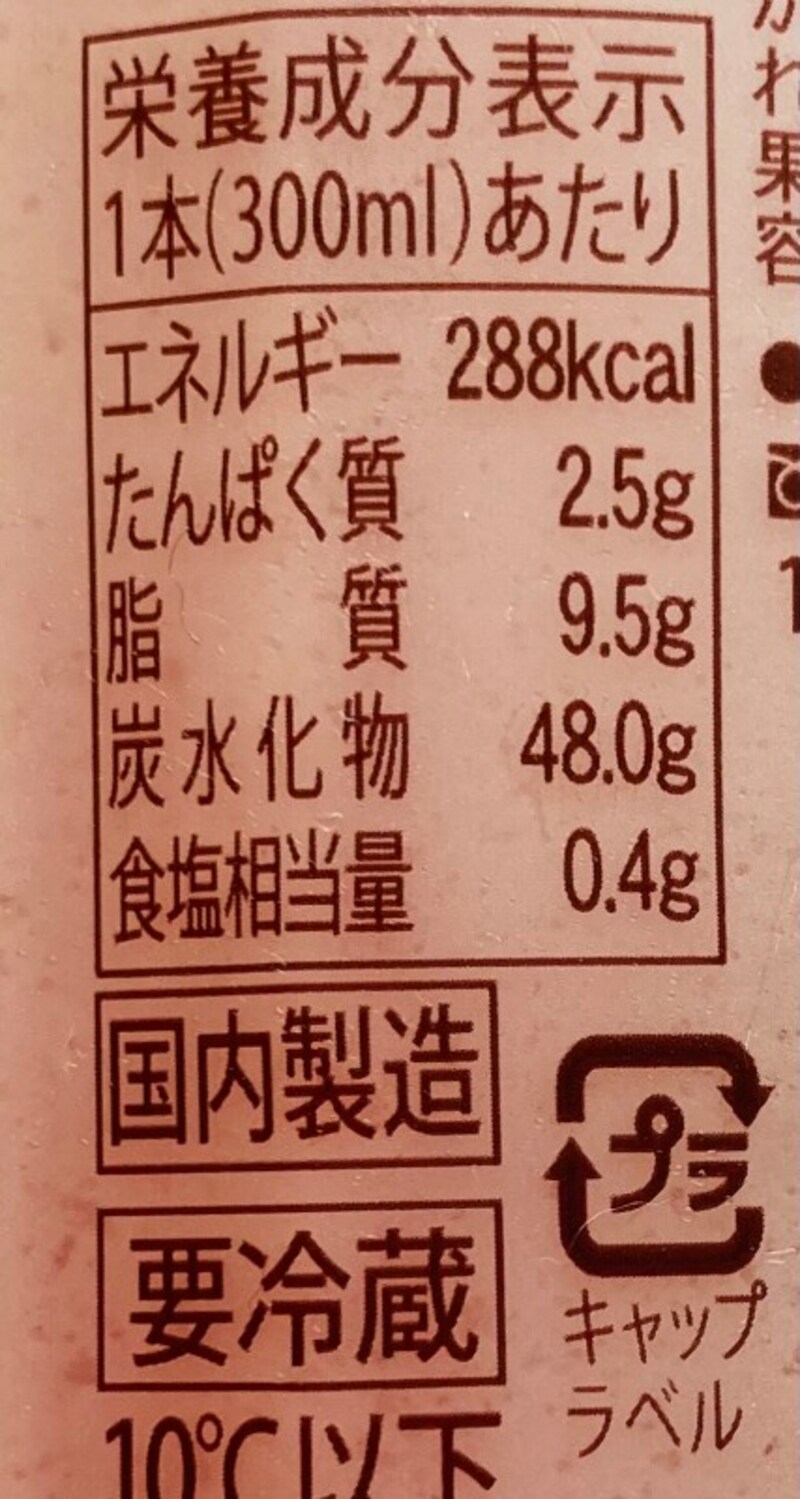 栄養成分表示
1本(300ml)あたり
エネルギー 288kcal
たんぱく質 2.5g
脂質 9.5g
炭水化物 48.0g
食塩相当量 0.4g
国内製造
要冷蔵
10℃以下
プラ
キャップ
ラベル
れ
果
容